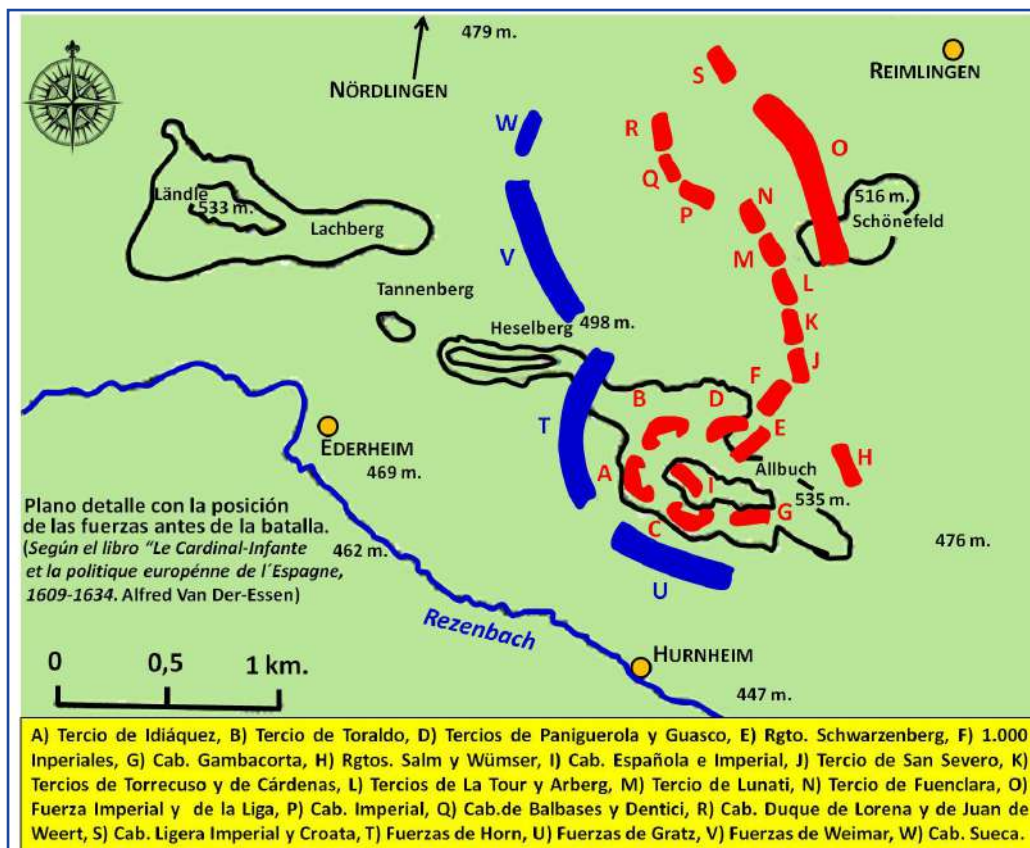 479 m.
NÖRDLINGEN
REIMLINGEN
S
W
R
O
Q
P
N
Ländle
533 m.
Lachberg
516 m.
Schönefeld
V
M
L
Tannenberg
Heselberg
498 m.
K
J
F
B
D
T
E
EDERHEIM
469 m.
A
I
Allbuch
H
535 m.
C
G
Plano detalle con la posición
de las fuerzas antes de la batalla.
(Según el libro “Le Cardinal-Infante
et la politique europénne de l´Espagne,
1609-1634. Alfred Van Der-Essen)
462 m.
476 m.
U
Rezenbach
HURNHEIM
447 m.
0 0,5 1 km.
A) Tercio de Idiáquez, B) Tercio de Toraldo, D) Tercios de Paniguerola y Guasco, E) Rgto. Schwarzenberg, F) 1.000
Inperiales, G) Cab. Gambacorta, H) Rgtos. Salm y Wümser, I) Cab. Española e Imperial, J) Tercio de San Severo, K)
Tercios de Torrecuso y de Cárdenas, L) Tercios de La Tour y Arberg, M) Tercio de Lunati, N) Tercio de Fuenclara, O)
Fuerza Imperial y de la Liga, P) Cab. Imperial, Q) Cab.de Balbases y Dentici, R) Cab. Duque de Lorena y de Juan de
Weert, S) Cab. Ligera Imperial y Croata, T) Fuerzas de Horn, U) Fuerzas de Gratz, V) Fuerzas de Weimar, W) Cab. Sueca.